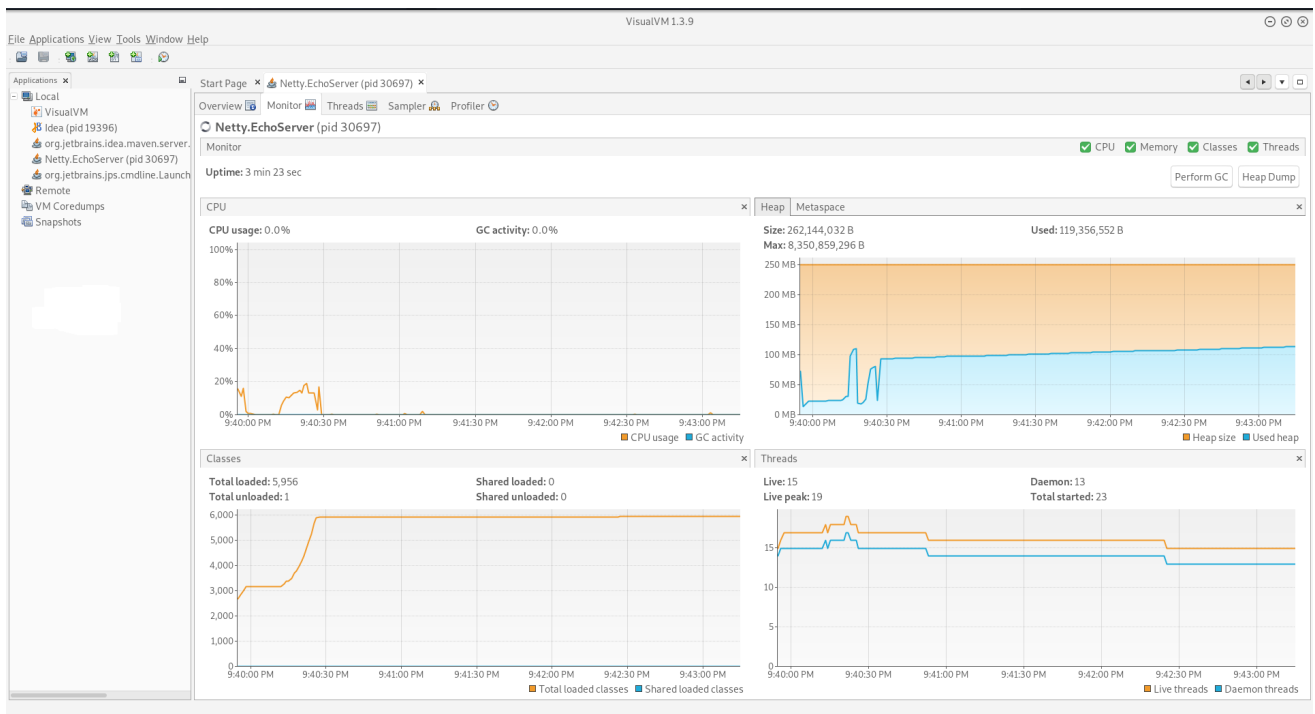 VisualVM 1.3.9
File Applications View Tools Window Help
Applications
Local
VisualVM
Idea (pid 19396)
org.jetbrains.idea.maven.server.
Netty.EchoServer (pid 30697)
org.jetbrains.jps.cmdline.Launch
Remote
VM Coredumps
Snapshots
Start Page Netty.EchoServer (pid 30697)
Overview Monitor Threads Sampler Profiler
Netty.EchoServer (pid 30697)
Monitor CPU Memory Classes Threads
Uptime: 3 min 23 sec
Perform GC Heap Dump
CPU
CPU usage: 0.0% GC activity: 0.0%
100%
80%
60%
40%
20%
0%
9:40:00 PM 9:40:30 PM 9:41:00 PM 9:41:30 PM 9:42:00 PM 9:42:30 PM 9:43:00 PM
CPU usage GC activity
Heap Metaspace
Size: 262,144,032 B Used: 119,356,552 B
Max: 8,350,859,296 B
250 MB
200 MB
150 MB
100 MB
50 MB
0 MB
9:40:00 PM 9:40:30 PM 9:41:00 PM 9:41:30 PM 9:42:00 PM 9:42:30 PM 9:43:00 PM
Heap size Used heap
Classes
Total loaded: 5,956 Shared loaded: 0
Total unloaded: 1 Shared unloaded: 0
6,000
5,000
4,000
3,000
2,000
1,000
0
9:40:00 PM 9:40:30 PM 9:41:00 PM 9:41:30 PM 9:42:00 PM 9:42:30 PM 9:43:00 PM
Total loaded classes Shared loaded classes
Threads
Live: 15 Daemon: 13
Live peak: 19 Total started: 23
15
10
5
0
9:40:00 PM 9:40:30 PM 9:41:00 PM 9:41:30 PM 9:42:00 PM 9:42:30 PM 9:43:00 PM
Live threads Daemon threads